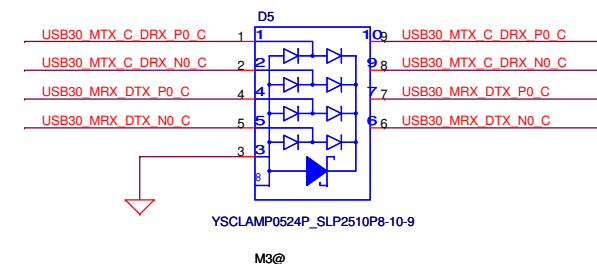 D5
USB30_MTX_C_DRX_P0_C 1 1 10 9 USB30_MTX_C_DRX_P0_C
USB30_MTX_C_DRX_N0_C 2 2 9 8 USB30_MTX_C_DRX_N0_C
USB30_MRX_DTX_P0_C 4 4 7 7 USB30_MRX_DTX_P0_C
USB30_MRX_DTX_N0_C 5 5 6 6 USB30_MRX_DTX_N0_C
3 3
8
YSCLAMP0524P_SLP2510P8-10-9
M3@